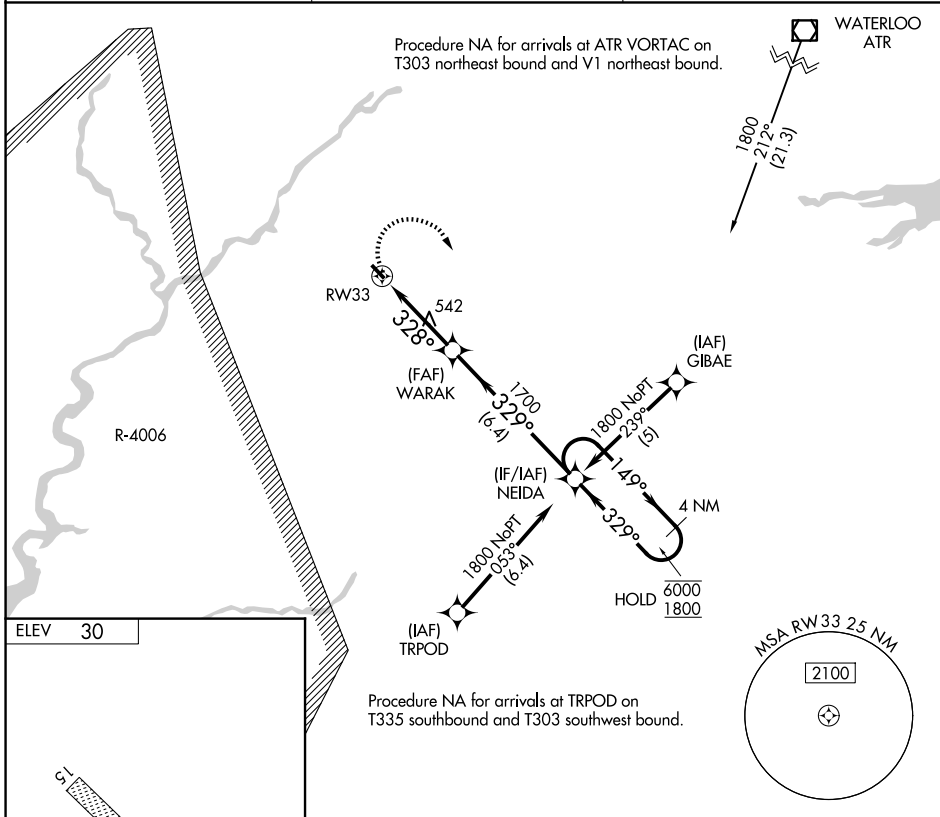 Procedure NA for arrivals at ATR VORTAC on
T303 northeast bound and V1 northeast bound.
WATERLOO
ATR
1800
212°
(21.3)
RW33
542
328°
(FAF)
WARAK
1700
329°
(6.4)
(IAF)
GIBAE
1800 NoPT
239°
(5)
R-4006
(IF/IAF)
NEIDA
149°
4 NM
329°
1800 NoPT
053°
(6.4)
HOLD
6000
1800
(IAF)
TRPOD
ELEV 30
MSA RW33 25 NM
2100
Procedure NA for arrivals at TRPOD on
T335 southbound and T303 southwest bound.
15